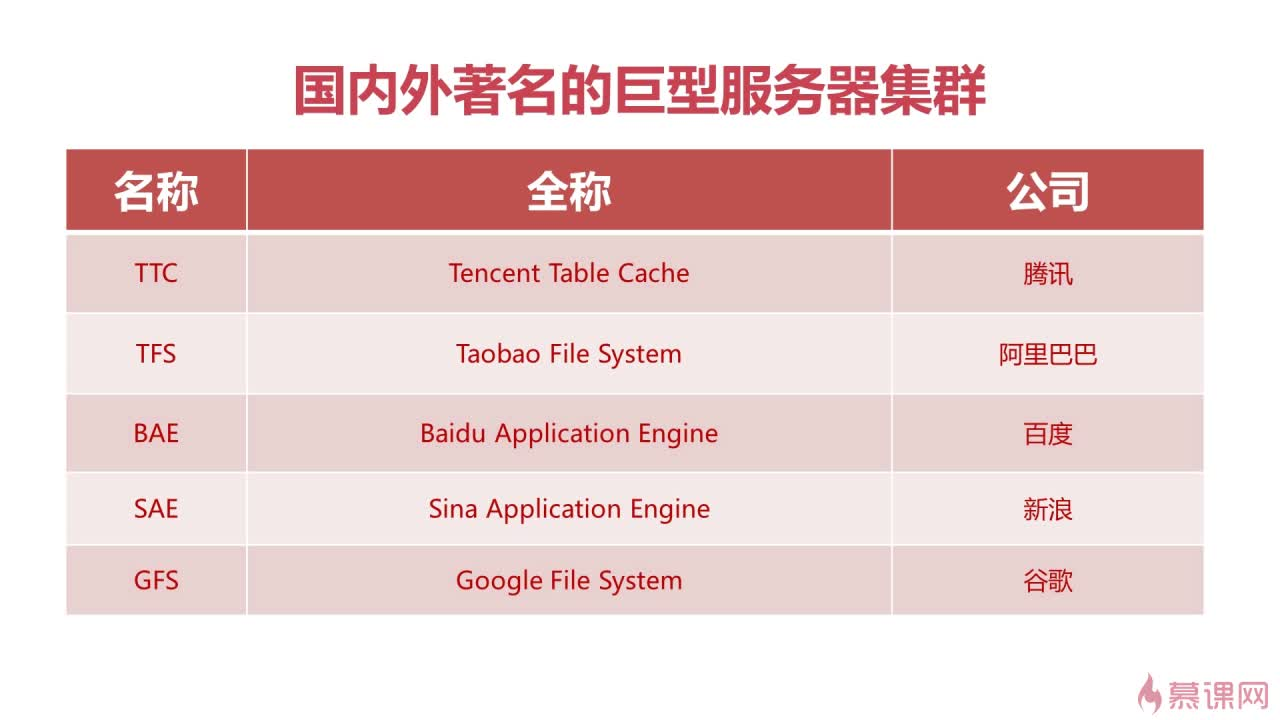 国内外著名的巨型服务器集群
名称 全称 公司
TTC Tencent Table Cache 腾讯
TFS Taobao File System 阿里巴巴
BAE Baidu Application Engine 百度
SAE Sina Application Engine 新浪
GFS Google File System 谷歌
慕课网